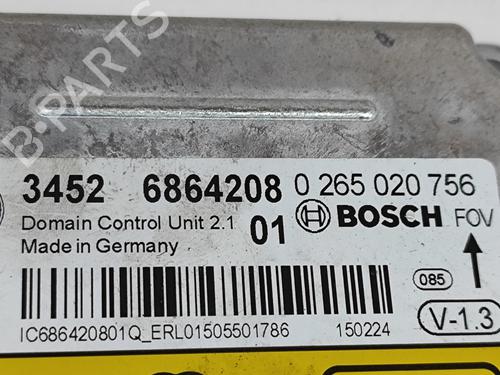 B-PARTS
3452 6864208 0 265 020 756
Domain Control Unit 2.1 01 BOSCH FOV
Made in Germany
085
V-1.3
IC686420801Q_ERL01505501786 150224